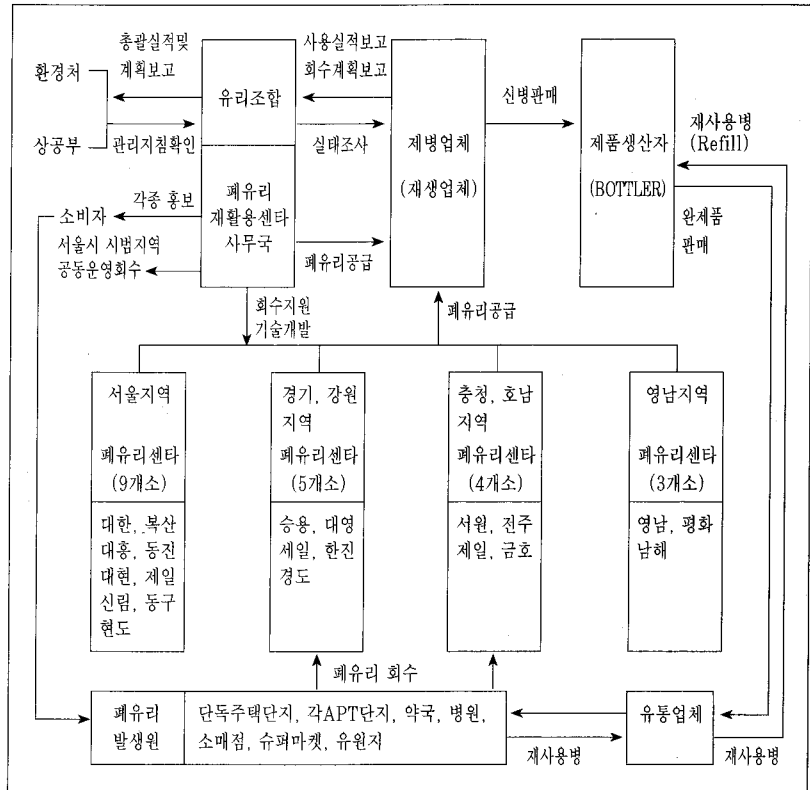 총괄실적및
계획보고
사용실적보고
회수계획보고
환경처
상공부
관리지침확인
유리조합
실태조사
제병업체
(재생업체)
신병판매
제품생산자
(BOTTLER)
재사용병
(Refill)
소비자
각종 홍보
서울시 시범지역
공동운영회수
폐유리
재활용센타
사무국
폐유리공급
완제품
판매
회수지원
기술개발
폐유리공급
서울지역
폐유리센타
(9개소)
대한, 복산
대흥, 동진
대현, 제일
신림, 동구
현도
경기, 강원
지역
폐유리센타
(5개소)
승용, 대영
세일, 한진
경도
충청, 호남
지역
폐유리센타
(4개소)
서원, 전주
제일, 금호
영남지역
폐유리센타
(3개소)
영남, 평화
남해
폐유리 회수
폐유리
발생원
단독주택단지, 각APT단지, 약국, 병원,
소매점, 슈퍼마켓, 유원지
유통업체
재사용병
재사용병